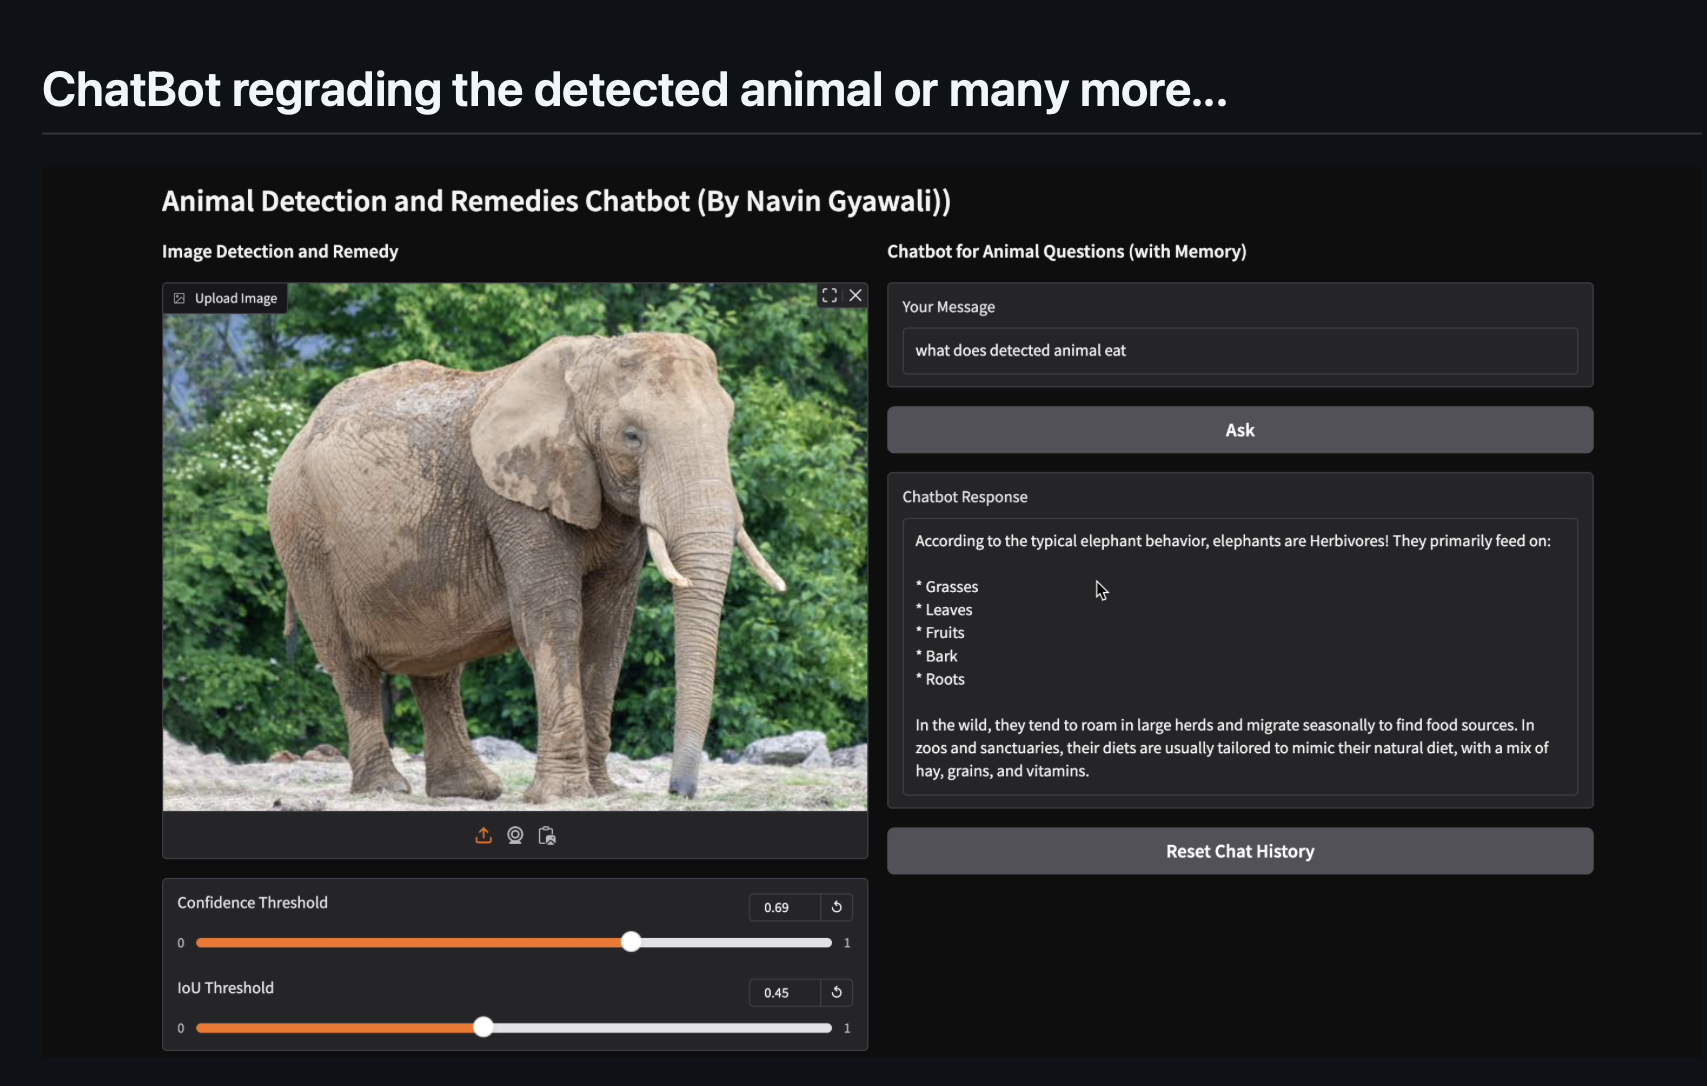 ChatBot regrading the detected animal or many more...
Animal Detection and Remedies Chatbot (By Navin Gyawali))
Image Detection and Remedy
Upload Image
Confidence Threshold
0.69
0
1
IoU Threshold
0.45
0
1
Chatbot for Animal Questions (with Memory)
Your Message
what does detected animal eat
Ask
Chatbot Response
According to the typical elephant behavior, elephants are Herbivores! They primarily feed on:
* Grasses
* Leaves
* Fruits
* Bark
* Roots
In the wild, they tend to roam in large herds and migrate seasonally to find food sources. In
zoos and sanctuaries, their diets are usually tailored to mimic their natural diet, with a mix of
hay, grains, and vitamins.
Reset Chat History